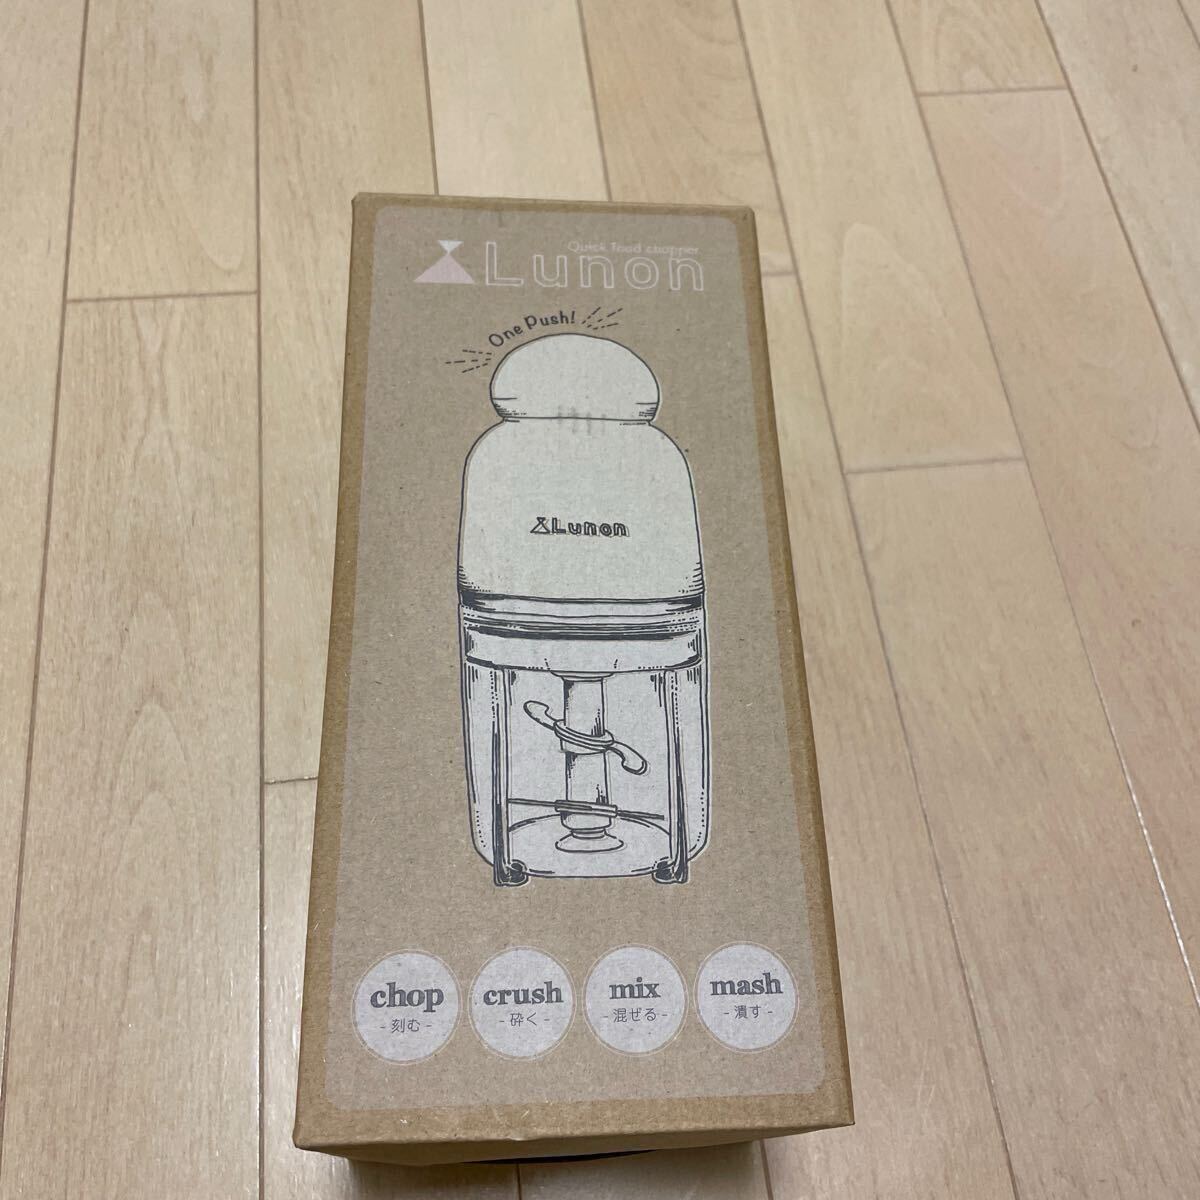 Quick food chopper
Lunon
One Push!
Lunon
chop
- 刻む -
crush
- 砕く -
mix
- 混ぜる -
mash
- 潰す -